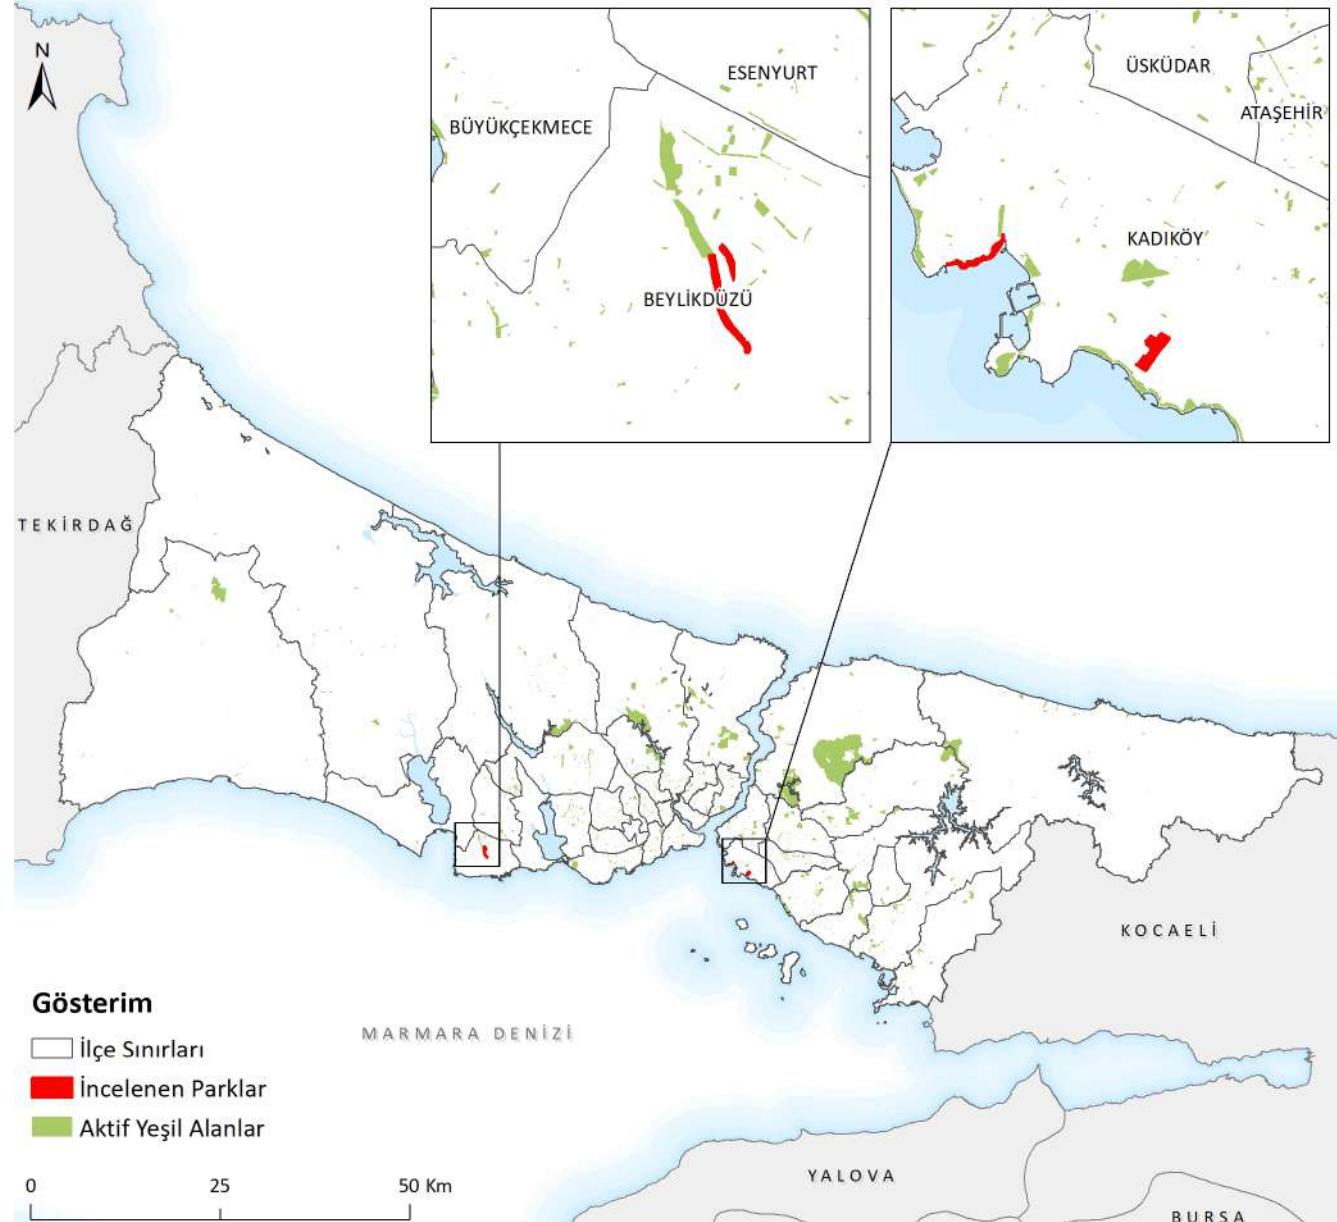 N
ESENYURT
BÜYÜKÇEKMECE
BEYLİKDÜZÜ
ÜSKÜDAR
ATAŞEHİR
KADIKÖY
TEKİRDAĞ
KOCAELİ
MARMARA DENİZİ
YALOVA
BURSA
Gösterim
İlçe Sınırları
İncelenen Parklar
Aktif Yeşil Alanlar
0 25 50 Km